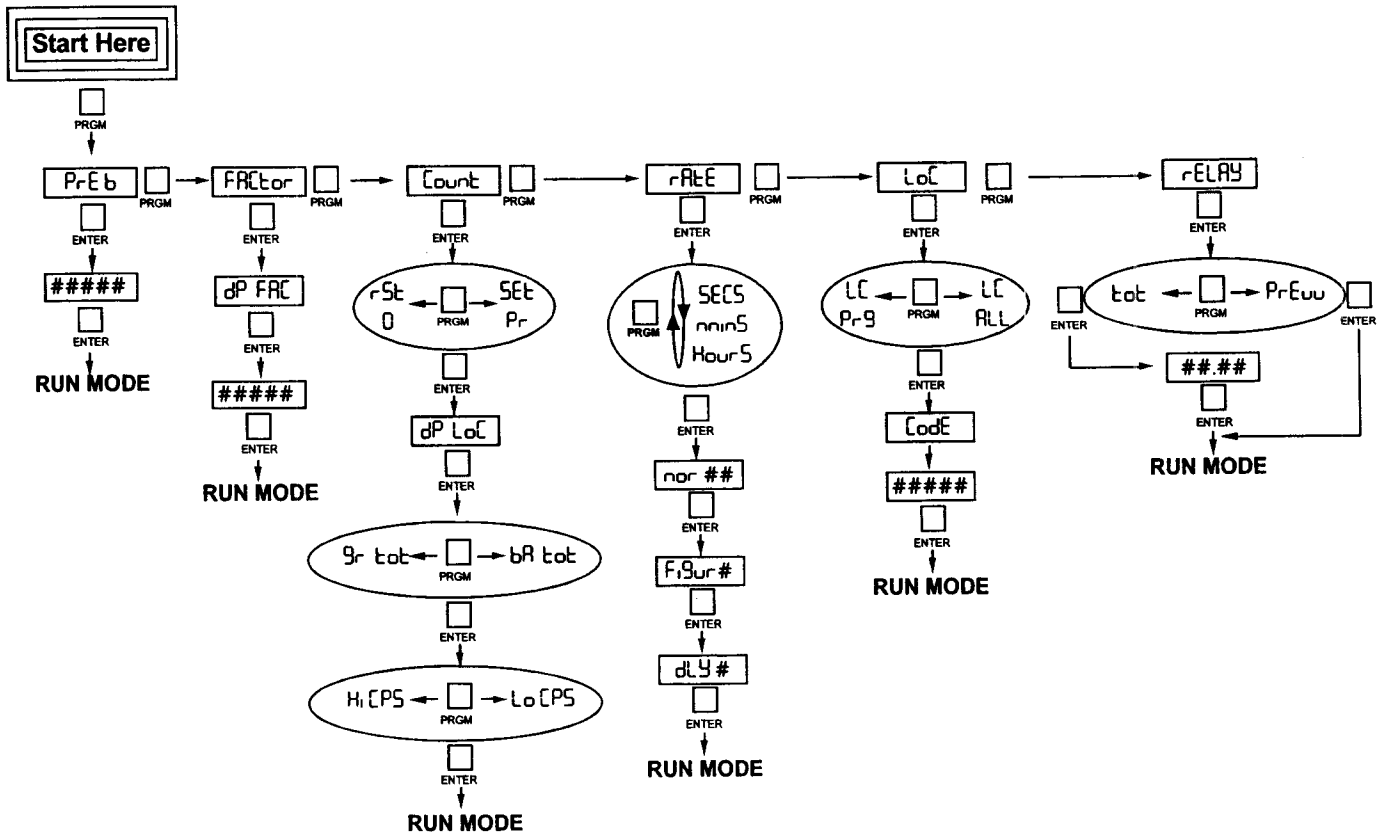 Start Here
PRGM
PrE b
PRGM
FACtor
PRGM
Count
PRGM
rAtE
PRGM
LoC
PRGM
rELAY
ENTER
#####
ENTER
RUN MODE
ENTER
dP FAC
ENTER
#####
ENTER
RUN MODE
ENTER
rSt
0
PRGM
SEt
Pr
ENTER
dP LoC
ENTER
gr tot
PRGM
bA tot
ENTER
Hi CPS
PRGM
Lo CPS
ENTER
RUN MODE
ENTER
PRGM
SECS
nninS
HourS
ENTER
nor ##
ENTER
Figur #
ENTER
dLY #
ENTER
RUN MODE
ENTER
LC
Prg
PRGM
LC
ALL
ENTER
CodE
#####
ENTER
RUN MODE
ENTER
tot
PRGM
PrEuu
ENTER
ENTER
##.##
ENTER
RUN MODE